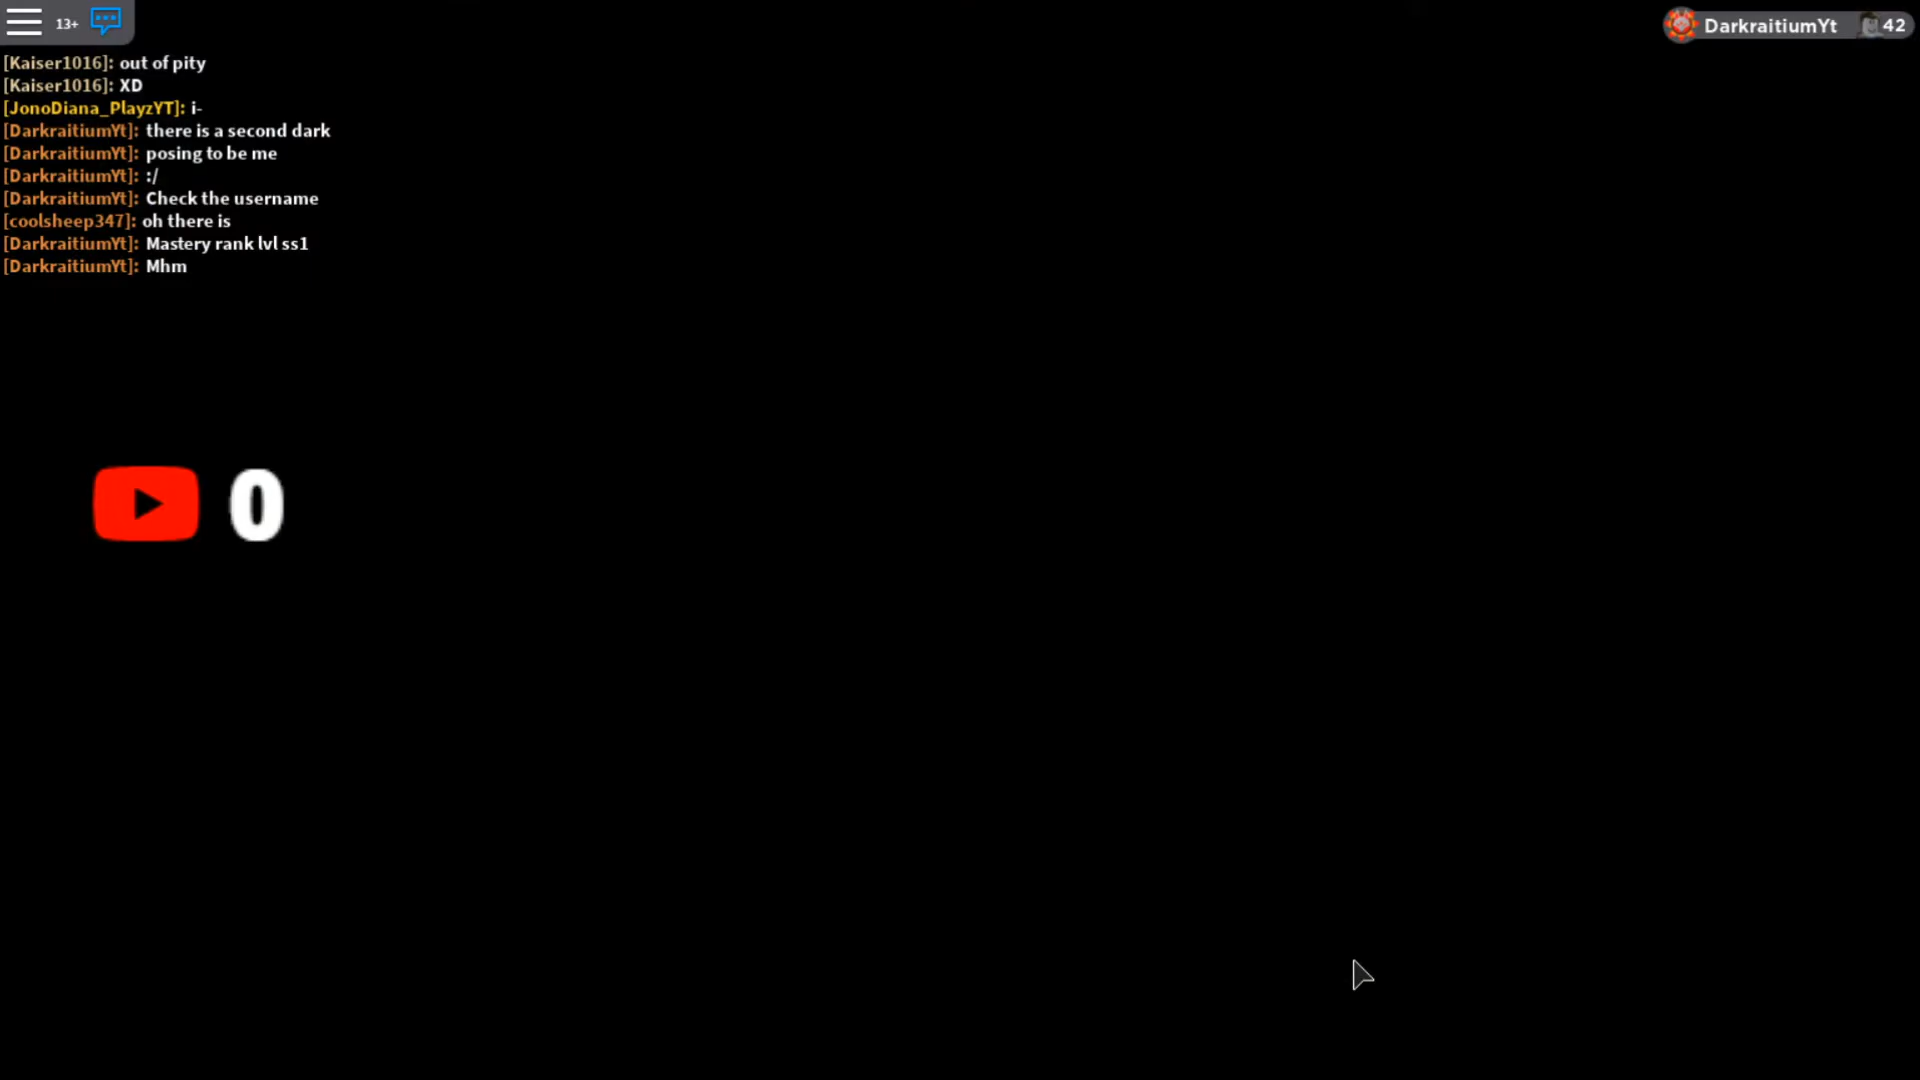 13+
DarkraitiumYt 42
[Kaiser1016]: out of pity
[Kaiser1016]: XD
[JonoDiana_PlayzYT]: i-
[DarkraitiumYt]: there is a second dark
[DarkraitiumYt]: posing to be me
[DarkraitiumYt]: :/
[DarkraitiumYt]: Check the username
[coolsheep347]: oh there is
[DarkraitiumYt]: Mastery rank lvl ss1
[DarkraitiumYt]: Mhm
0